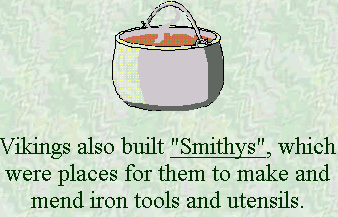 Vikings also built "Smithys", which
were places for them to make and
mend iron tools and utensils.